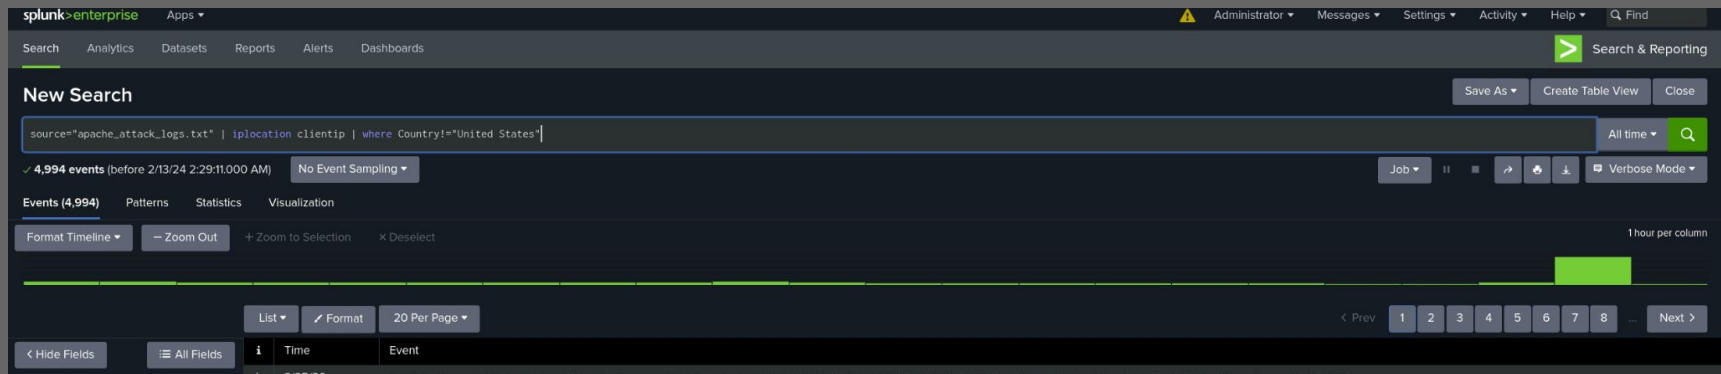 splunk>enterprise Apps Administrator Messages Settings Activity Help Find
Search Analytics Datasets Reports Alerts Dashboards Search & Reporting
New Search Save As Create Table View Close
source="apache_attack_logs.txt" | iplocation clientip | where Country!="United States" All time
✓ 4,994 events (before 2/13/24 2:29:11.000 AM) No Event Sampling Job Verbose Mode
Events (4,994) Patterns Statistics Visualization
Format Timeline — Zoom Out + Zoom to Selection × Deselect 1 hour per column
List Format 20 Per Page < Prev 1 2 3 4 5 6 7 8 ... Next >
< Hide Fields All Fields i Time Event